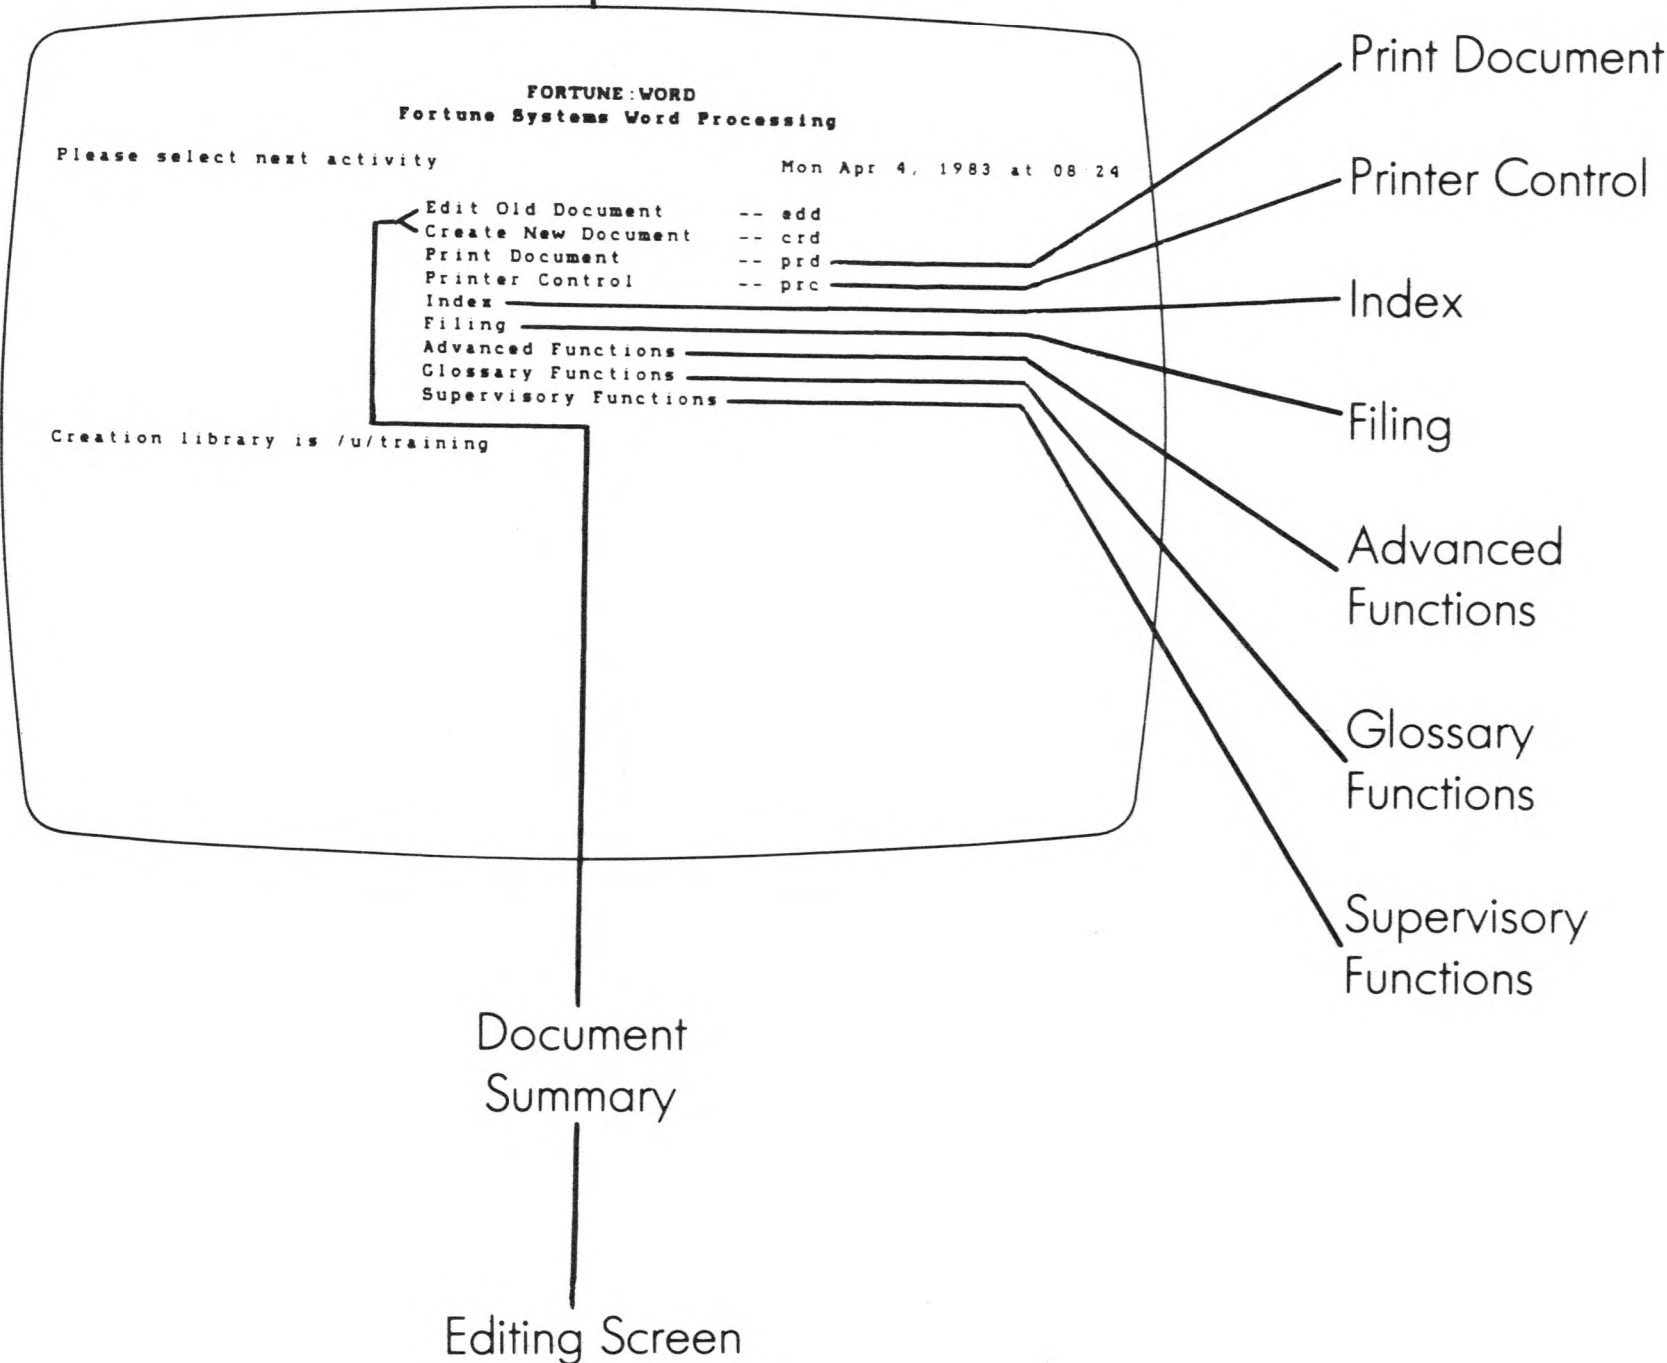 FORTUNE:WORD
Fortune Systems Word Processing
Please select next activity
Mon Apr 4, 1983 at 08:24
Edit Old Document -- edd
Create New Document -- crd
Print Document -- prd
Printer Control -- prc
Index
Filing
Advanced Functions
Glossary Functions
Supervisory Functions
Creation library is /u/training
Print Document
Printer Control
Index
Filing
Advanced
Functions
Glossary
Functions
Supervisory
Functions
Document
Summary
Editing Screen